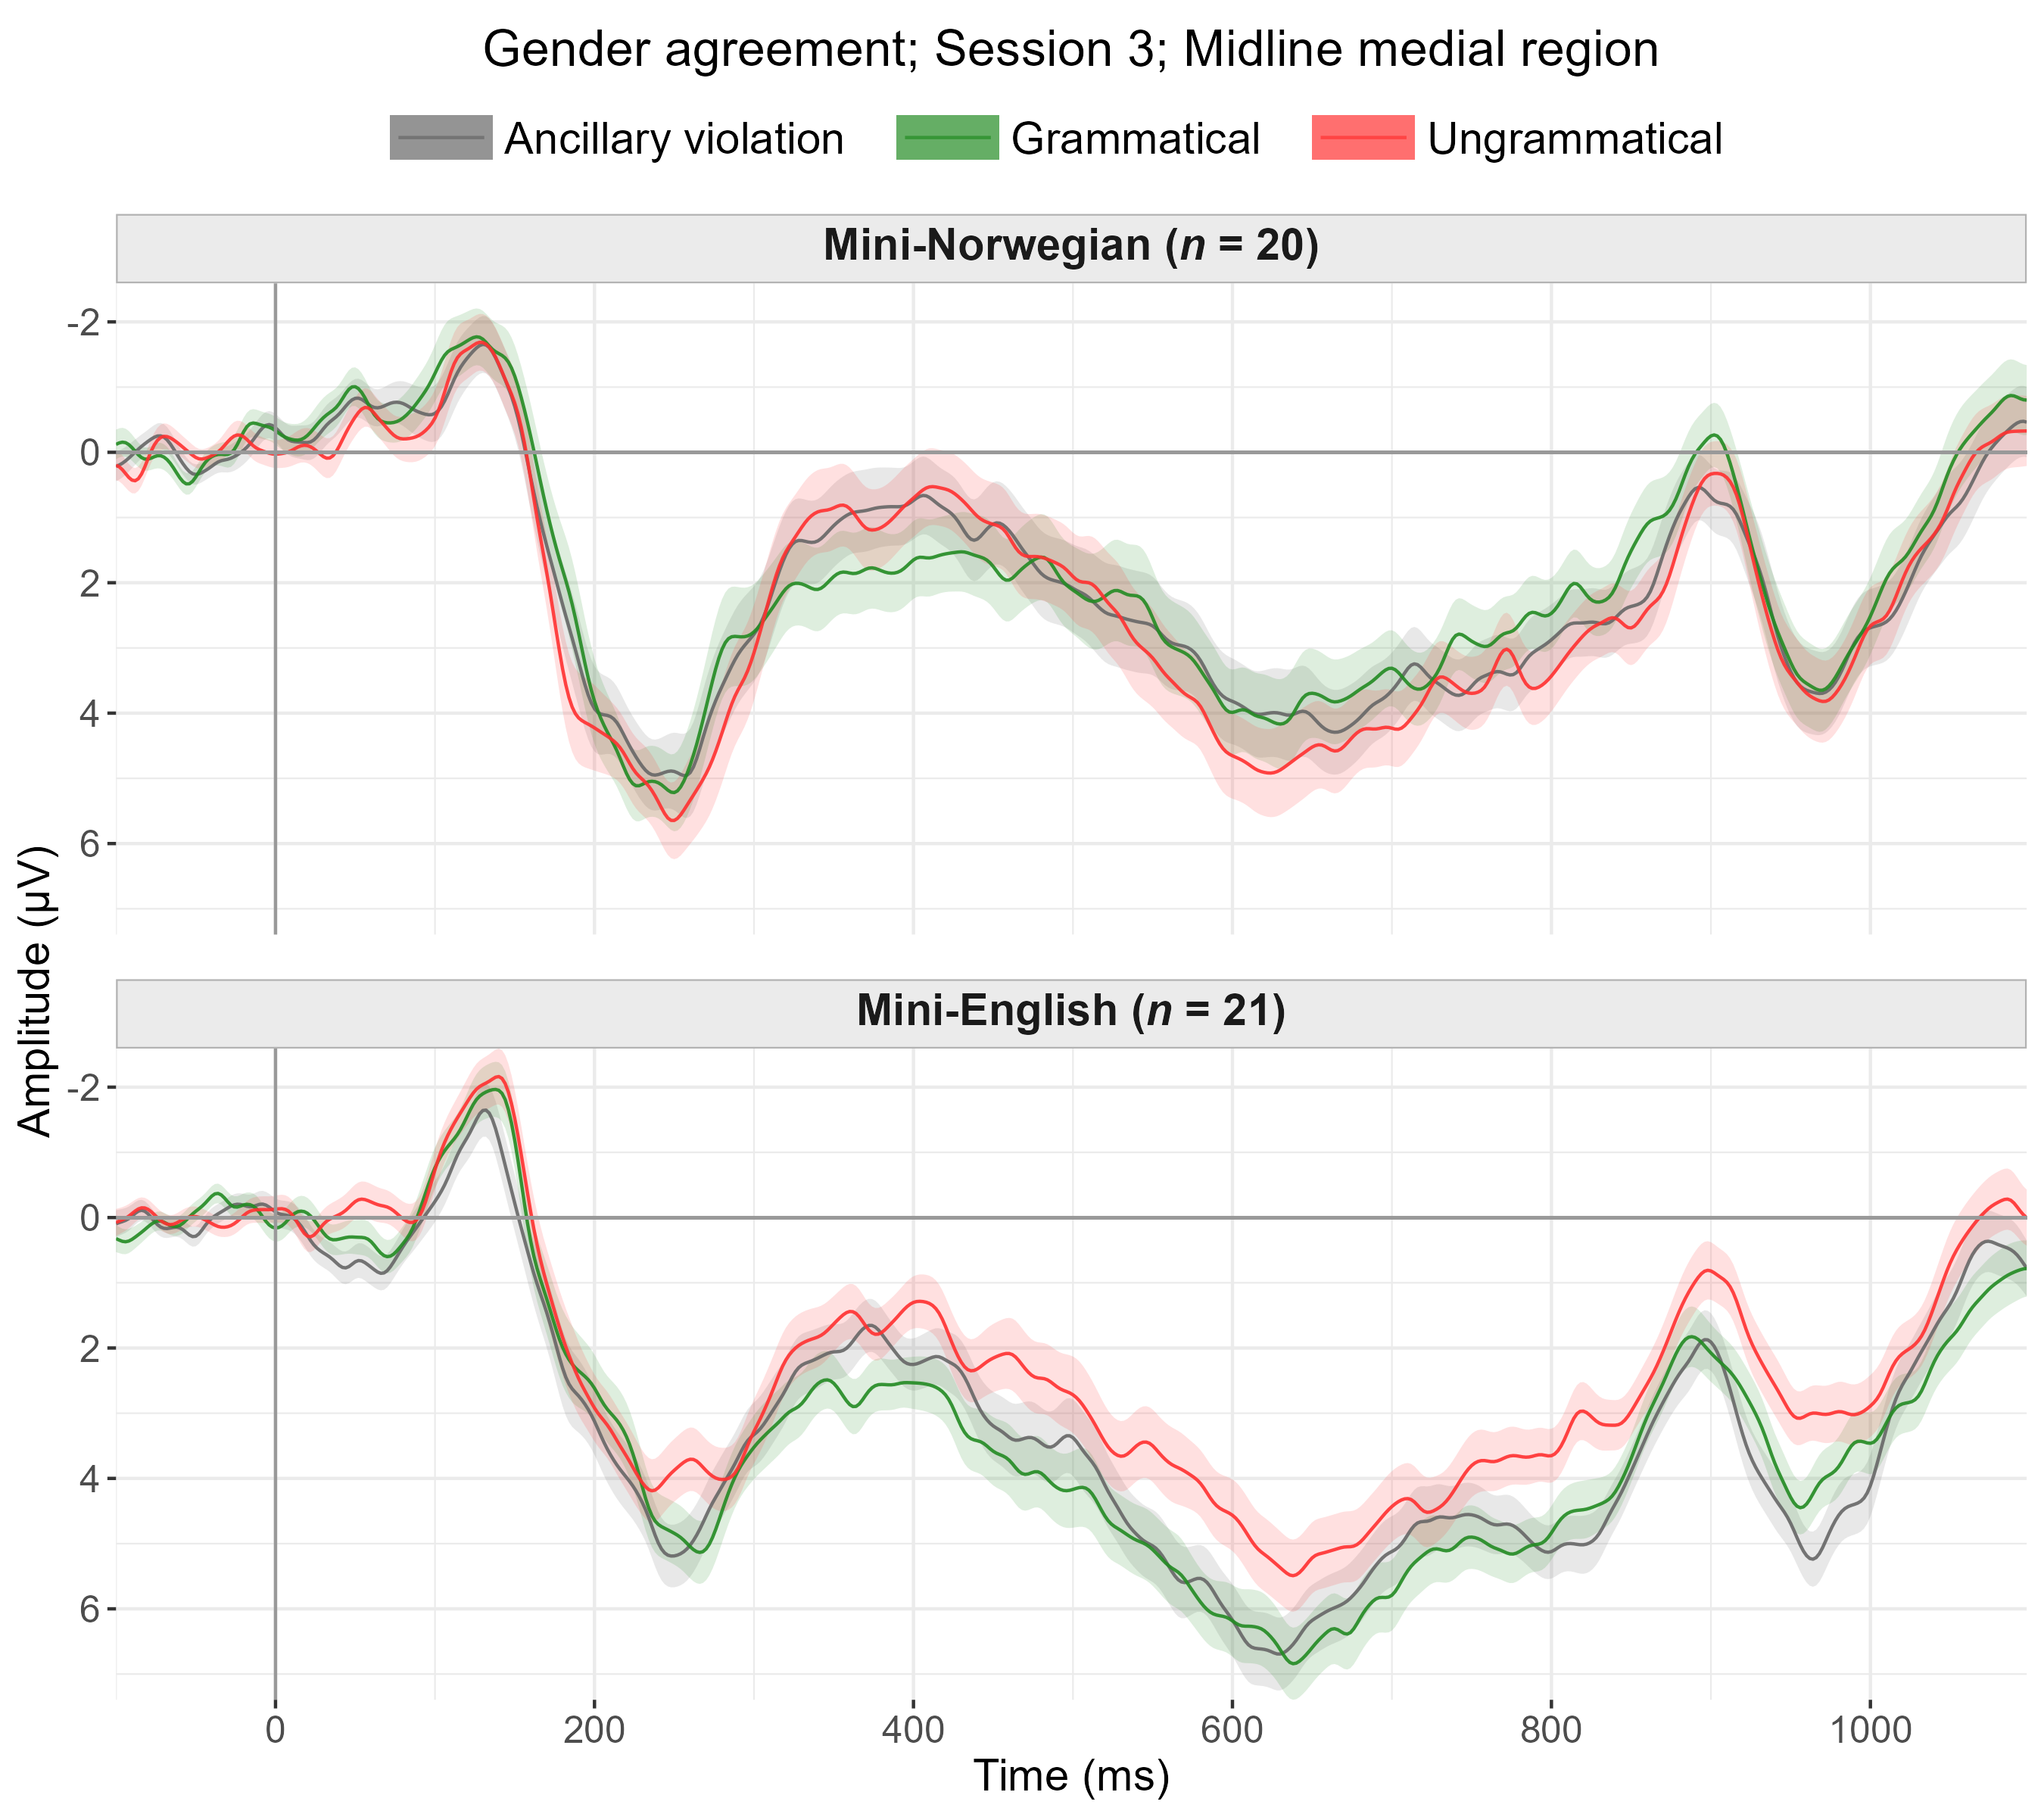 Gender agreement; Session 3; Midline medial region
Ancillary violation Grammatical Ungrammatical
Mini-Norwegian (n = 20)
-2
0
2
4
6
Amplitude (µV)
Mini-English (n = 21)
-2
0
2
4
6
0 200 400 600 800 1000
Time (ms)